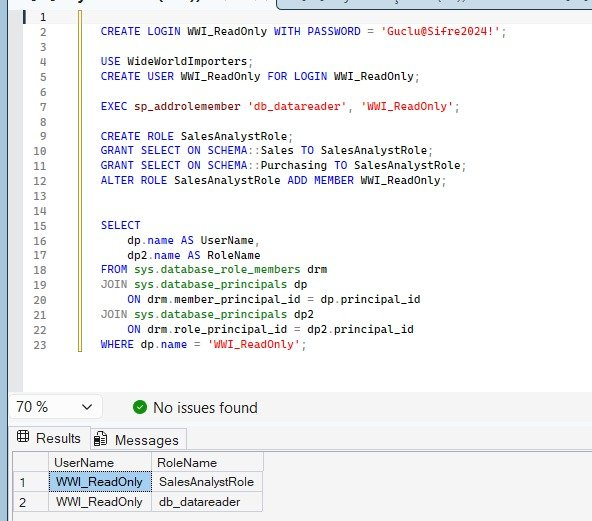 1
2 CREATE LOGIN WWI_ReadOnly WITH PASSWORD = 'Guclu@Sifre2024!';
3
4 USE WideWorldImporters;
5 CREATE USER WWI_ReadOnly FOR LOGIN WWI_ReadOnly;
6
7 EXEC sp_addrolemember 'db_datareader', 'WWI_ReadOnly';
8
9 CREATE ROLE SalesAnalystRole;
10 GRANT SELECT ON SCHEMA::Sales TO SalesAnalystRole;
11 GRANT SELECT ON SCHEMA::Purchasing TO SalesAnalystRole;
12 ALTER ROLE SalesAnalystRole ADD MEMBER WWI_ReadOnly;
13
14
15 SELECT
16 dp.name AS UserName,
17 dp2.name AS RoleName
18 FROM sys.database_role_members drm
19 JOIN sys.database_principals dp
20 ON drm.member_principal_id = dp.principal_id
21 JOIN sys.database_principals dp2
22 ON drm.role_principal_id = dp2.principal_id
23 WHERE dp.name = 'WWI_ReadOnly';
70 % No issues found
Results Messages
UserName RoleName
1 WWI_ReadOnly SalesAnalystRole
2 WWI_ReadOnly db_datareader